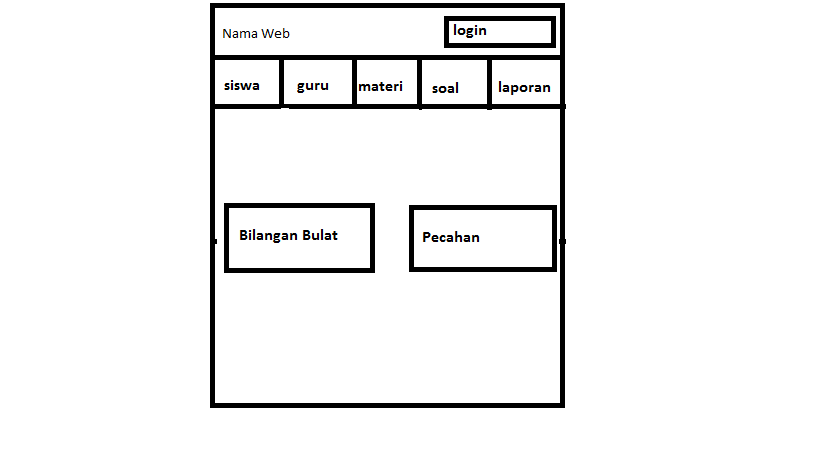 Nama Web
login
siswa
guru
materi
soal
laporan
Bilangan Bulat
Pecahan